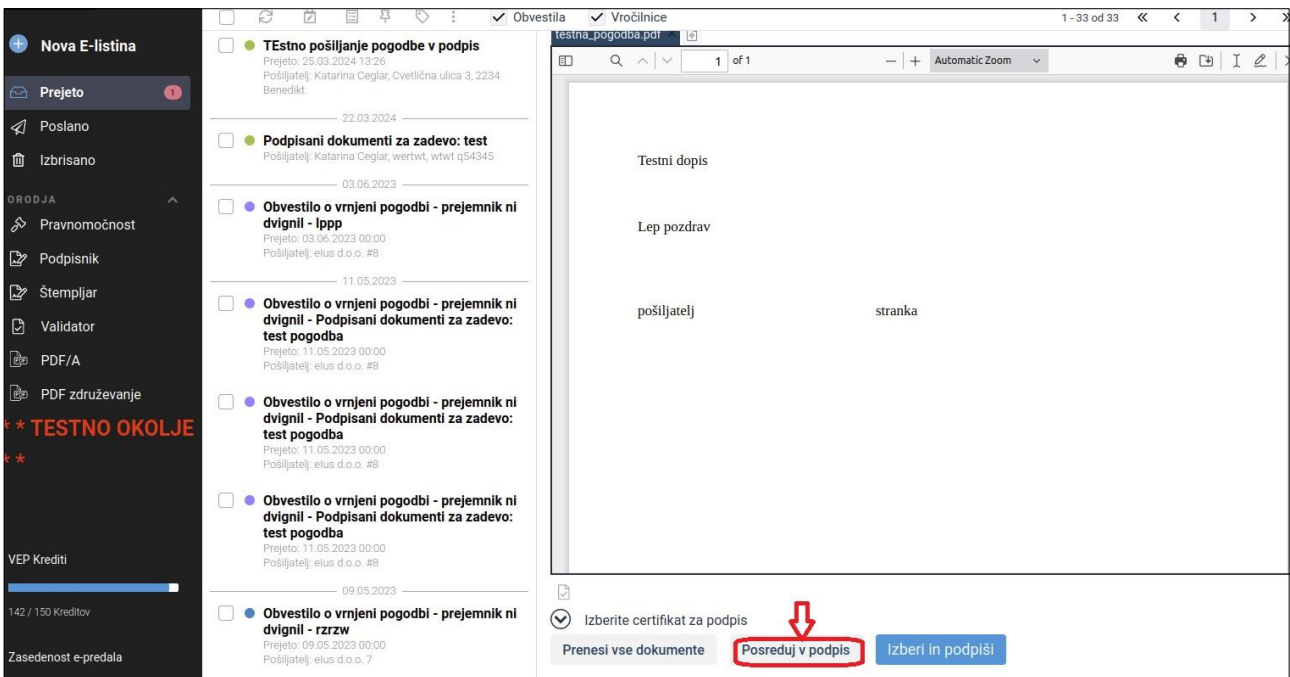 Nova E-listina
Prejeto 1
Poslano
Izbrisano
ORODJA
Pravnomočnost
Podpisnik
Štempljar
Validator
PDF/A
PDF združevanje
* * TESTNO OKOLJE
* *
VEP Krediti
142 / 150 Kreditov
Zasedenost e-predala
Obvestila Vročilnice
1 - 33 od 33 1
TEstno pošiljanje pogodbe v podpis
Prejeto: 25.03.2024 13:26
Pošiljatelj: Katarina Ceglar, Cvetlična ulica 3, 2234
Benedikt
22.03.2024
Podpisani dokumenti za zadevo: test
Pošiljatelj: Katarina Ceglar, wertwt, wtwt q54345
03.06.2023
Obvestilo o vrnjeni pogodbi - prejemnik ni
dvignil - lppp
Prejeto: 03.06.2023 00:00
Pošiljatelj: elus d.o.o. #8
11.05.2023
Obvestilo o vrnjeni pogodbi - prejemnik ni
dvignil - Podpisani dokumenti za zadevo:
test pogodba
Prejeto: 11.05.2023 00:00
Pošiljatelj: elus d.o.o. #8
Obvestilo o vrnjeni pogodbi - prejemnik ni
dvignil - Podpisani dokumenti za zadevo:
test pogodba
Prejeto: 11.05.2023 00:00
Pošiljatelj: elus d.o.o. #8
Obvestilo o vrnjeni pogodbi - prejemnik ni
dvignil - Podpisani dokumenti za zadevo:
test pogodba
Prejeto: 11.05.2023 00:00
Pošiljatelj: elus d.o.o. #8
09.05.2023
Obvestilo o vrnjeni pogodbi - prejemnik ni
dvignil - rzrzw
Prejeto: 09.05.2023 00:00
Pošiljatelj: elus d.o.o. 7
testna_pogodba.pdf
1 of 1 Automatic Zoom
Testni dopis
Lep pozdrav
pošiljatelj stranka
Izberite certifikat za podpis
Prenesi vse dokumente Posreduj v podpis Izberi in podpiši